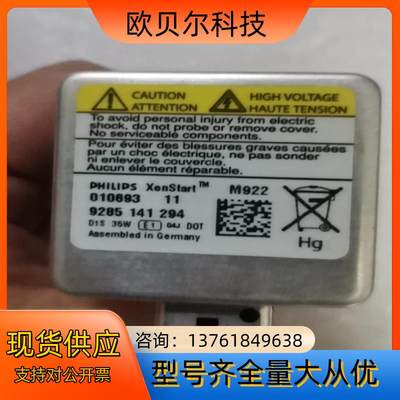 欧贝尔科技
CAUTION
ATTENTION
HIGH VOLTAGE
HAUTE TENSION
To avoid personal injury from electric
shock, do not probe or remove cover.
No serviceable components.
Pour éviter des blessures graves causées
par un choc électrique, ne pas sonder
ni enlever le couvercle.
Aucun élément réparable.
PHILIPS XenStart™ M922
010693 11
9285 141 294
D1S 35W E1 04J DOT
Assembled in Germany
Hg
现货供应
支持对公开票
咨询：13761849638
型号齐全量大从优